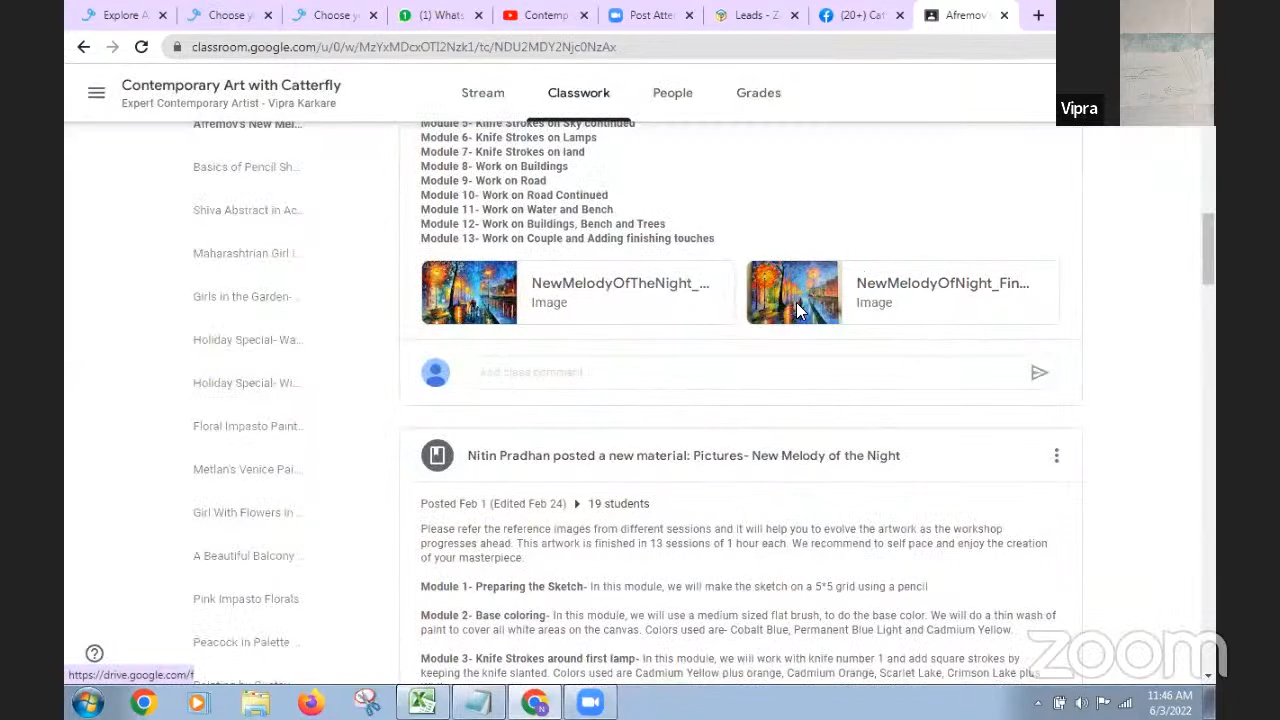 Explore A
Choose yo
Choose yo
(1) Whats
Contemp
Post Atte
Leads - Z
(20+) Cat
Afremov's
classroom.google.com/u/0/w/MzYxMDcxOTI2Nzk1/tc/NDU2MDY2Njc0NzAx
Contemporary Art with Catterfly
Expert Contemporary Artist - Vipra Karkare
Stream
Classwork
People
Grades
Vipra
Afremov's New Mel...
Basics of Pencil Sh...
Shiva Abstract in Ac...
Maharashtrian Girl i...
Girls in the Garden-...
Holiday Special- Wa...
Holiday Special- Wi...
Floral Impasto Paint...
Metlan's Venice Pai...
Girl With Flowers in ...
A Beautiful Balcony...
Pink Impasto Florals
Peacock in Palette ...
Module 5- Knife Strokes on Sky continued
Module 6- Knife Strokes on Lamps
Module 7- Knife Strokes on land
Module 8- Work on Buildings
Module 9- Work on Road
Module 10- Work on Road Continued
Module 11- Work on Water and Bench
Module 12- Work on Buildings, Bench and Trees
Module 13- Work on Couple and Adding finishing touches
NewMelodyOfTheNight_...
Image
NewMelodyOfNight_Fin...
Image
Add class comment...
Nitin Pradhan posted a new material: Pictures- New Melody of the Night
Posted Feb 1 (Edited Feb 24)
19 students
Please refer the reference images from different sessions and it will help you to evolve the artwork as the workshop
progresses ahead. This artwork is finished in 13 sessions of 1 hour each. We recommend to self pace and enjoy the creation
of your masterpiece.
Module 1- Preparing the Sketch- In this module, we will make the sketch on a 5*5 grid using a pencil
Module 2- Base coloring- In this module, we will use a medium sized flat brush, to do the base color. We will do a thin wash of
paint to cover all white areas on the canvas. Colors used are- Cobalt Blue, Permanent Blue Light and Cadmium Yellow.
Module 3- Knife Strokes around first lamp- In this module, we will work with knife number 1 and add square strokes by
keeping the knife slanted. Colors used are Cadmium Yellow plus orange, Cadmium Orange, Scarlet Lake, Crimson Lake plus
https://drive.google.com/f
zoom
11:46 AM
6/3/2022